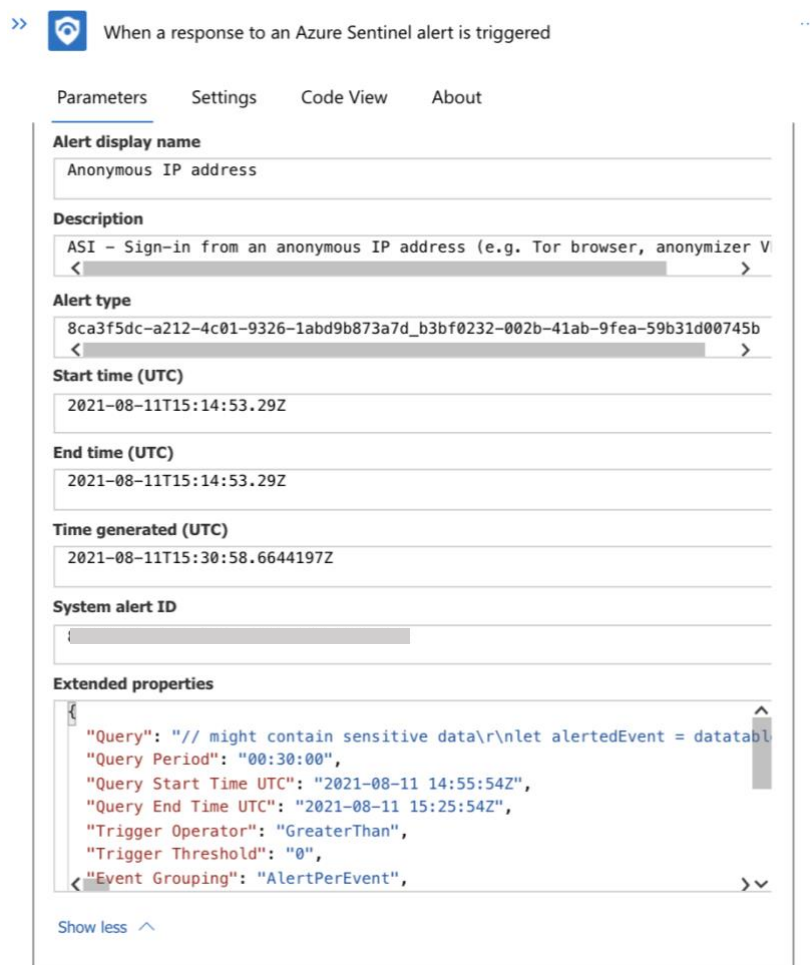 When a response to an Azure Sentinel alert is triggered
Parameters Settings Code View About
Alert display name
Anonymous IP address
Description
ASI – Sign-in from an anonymous IP address (e.g. Tor browser, anonymizer V
Alert type
8ca3f5dc-a212-4c01-9326-1abd9b873a7d_b3bf0232-002b-41ab-9fea-59b31d00745b
Start time (UTC)
2021-08-11T15:14:53.29Z
End time (UTC)
2021-08-11T15:14:53.29Z
Time generated (UTC)
2021-08-11T15:30:58.6644197Z
System alert ID
Extended properties
{
"Query": "// might contain sensitive data\r\nlet alertedEvent = datatabl
"Query Period": "00:30:00",
"Query Start Time UTC": "2021-08-11 14:55:54Z",
"Query End Time UTC": "2021-08-11 15:25:54Z",
"Trigger Operator": "GreaterThan",
"Trigger Threshold": "0",
"Event Grouping": "AlertPerEvent",
Show less